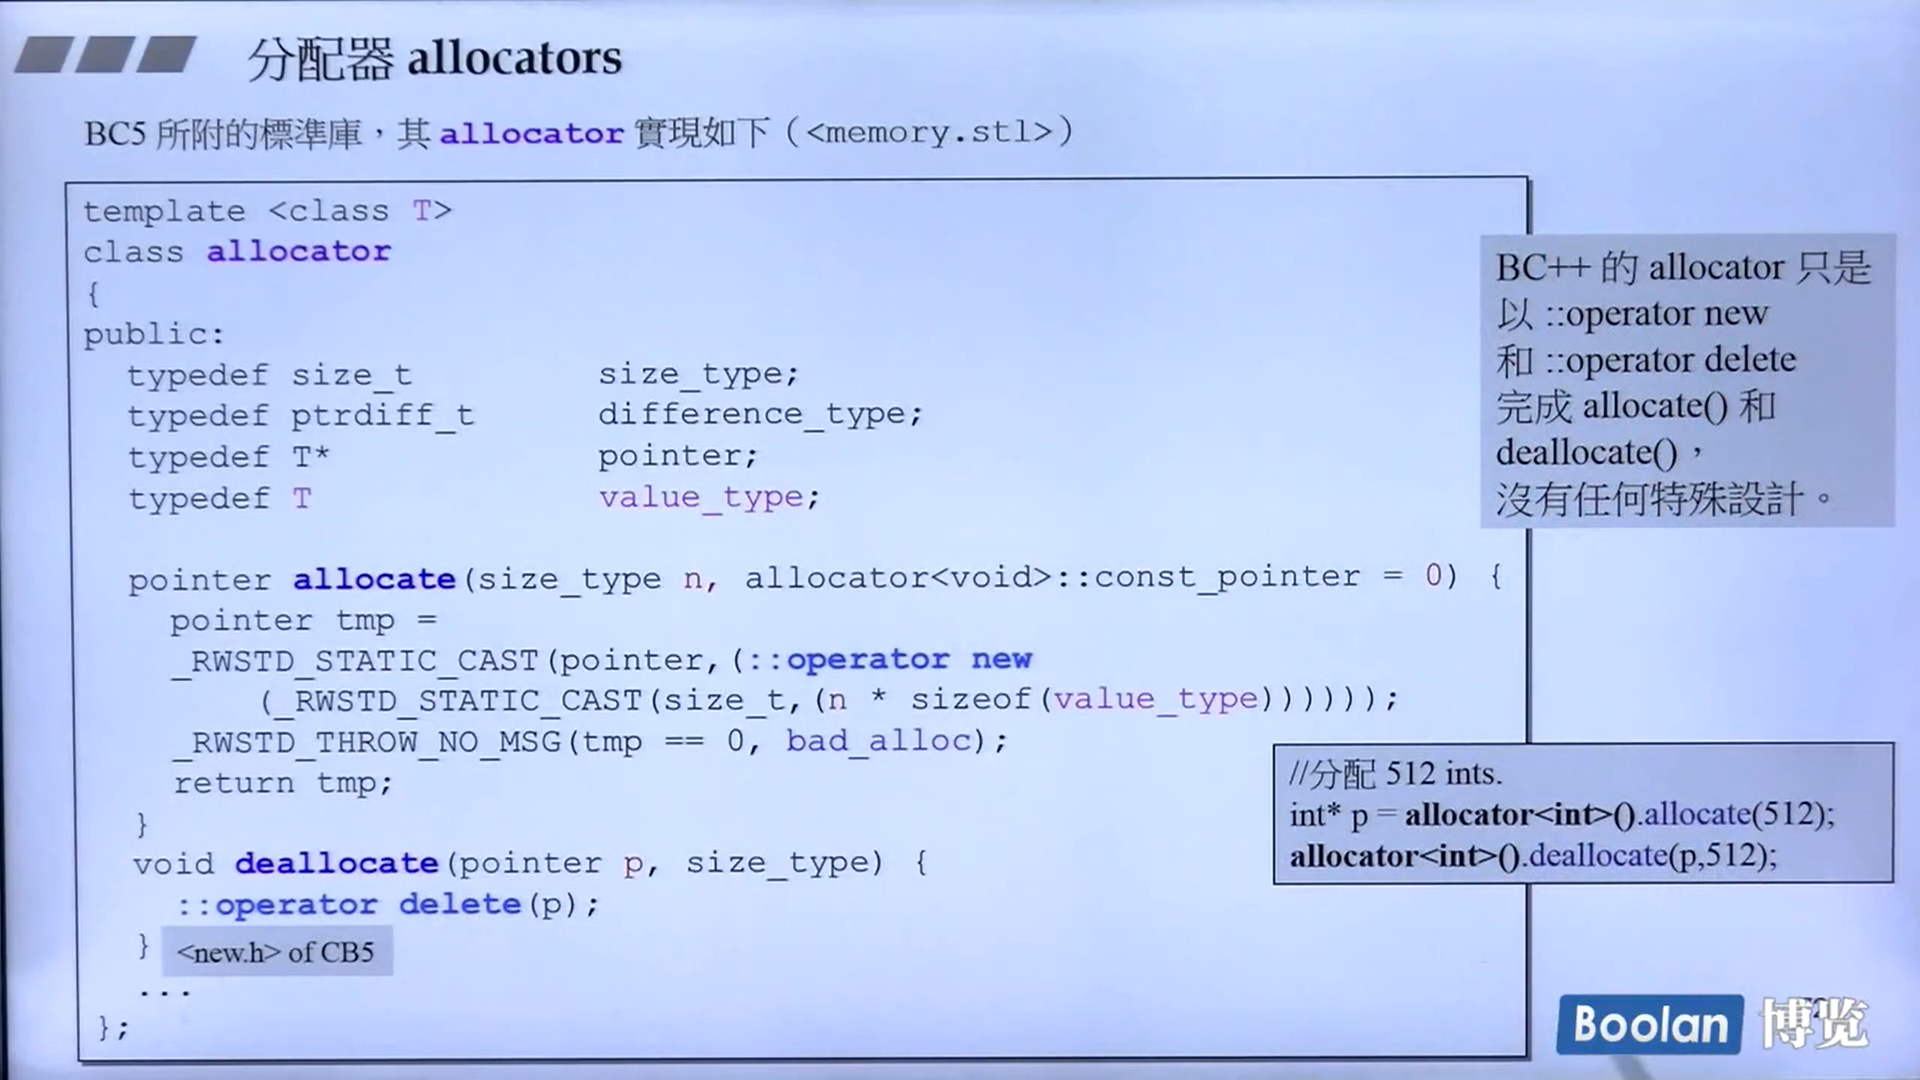 分配器 allocators
BC5 所附的標準庫，其 allocator 實現如下（<memory.stl>）
template <class T>
class allocator
{
public:
typedef size_t size_type;
typedef ptrdiff_t difference_type;
typedef T* pointer;
typedef T value_type;
pointer allocate(size_type n, allocator<void>::const_pointer = 0) {
pointer tmp =
_RWSTD_STATIC_CAST(pointer,(::operator new
(_RWSTD_STATIC_CAST(size_t,(n * sizeof(value_type))))));
_RWSTD_THROW_NO_MSG(tmp == 0, bad_alloc);
return tmp;
}
void deallocate(pointer p, size_type) {
::operator delete(p);
}
<new.h> of CB5
...
};
BC++ 的 allocator 只是
以 ::operator new
和 ::operator delete
完成 allocate() 和
deallocate()，
沒有任何特殊設計。
//分配 512 ints.
int* p = allocator<int>().allocate(512);
allocator<int>().deallocate(p,512);
Boolan 博览